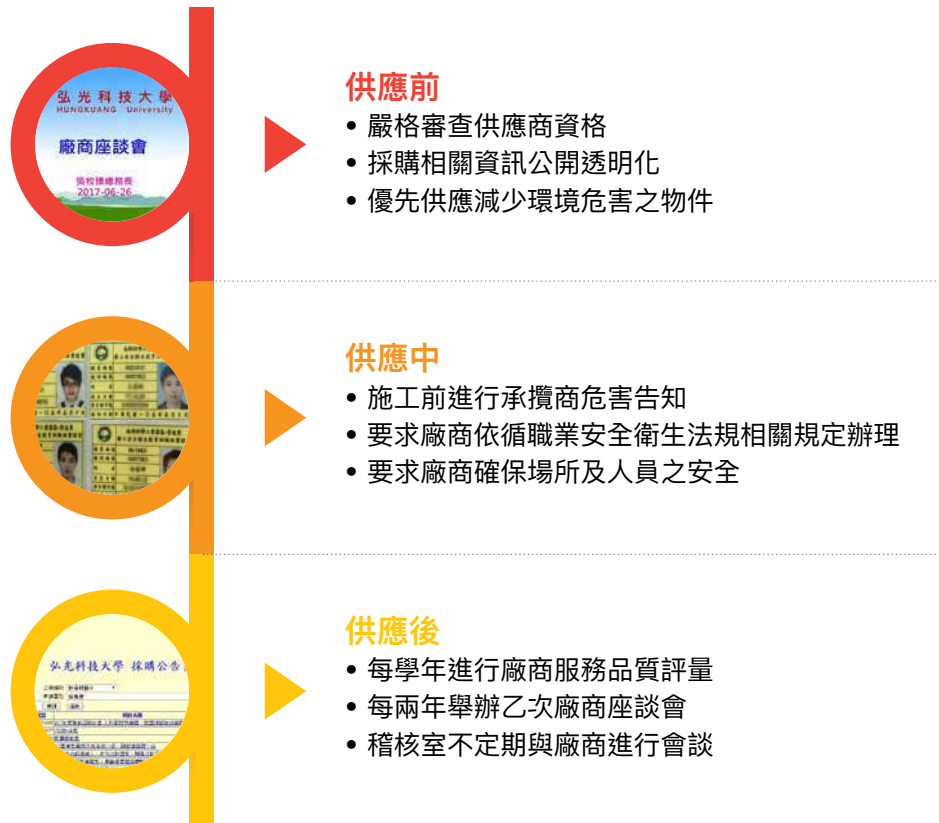 弘光科技大學
HUNGKUANG University
廠商座談會
2017-06-26
供應前
• 嚴格審查供應商資格
• 採購相關資訊公開透明化
• 優先供應減少環境危害之物件
供應中
• 施工前進行承攬商危害告知
• 要求廠商依循職業安全衛生法規相關規定辦理
• 要求廠商確保場所及人員之安全
弘光科技大學 採購公告
供應後
• 每學年進行廠商服務品質評量
• 每兩年舉辦乙次廠商座談會
• 稽核室不定期與廠商進行會談